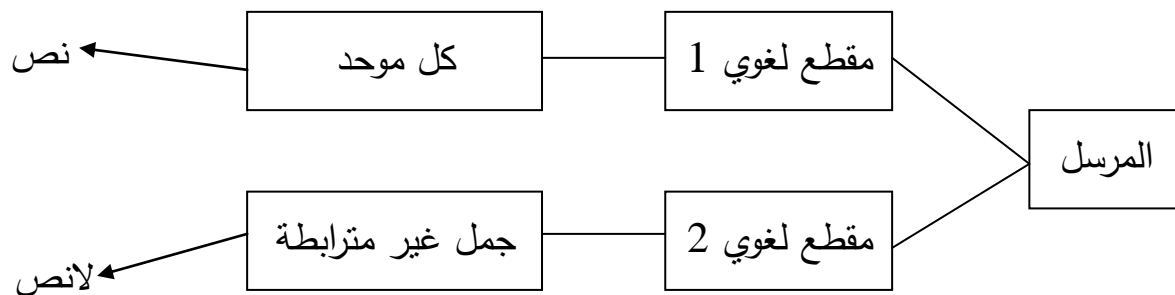 المرسل
مقطع لغوي 1
كل موحد
نص
مقطع لغوي 2
جمل غير مترابطة
لانص